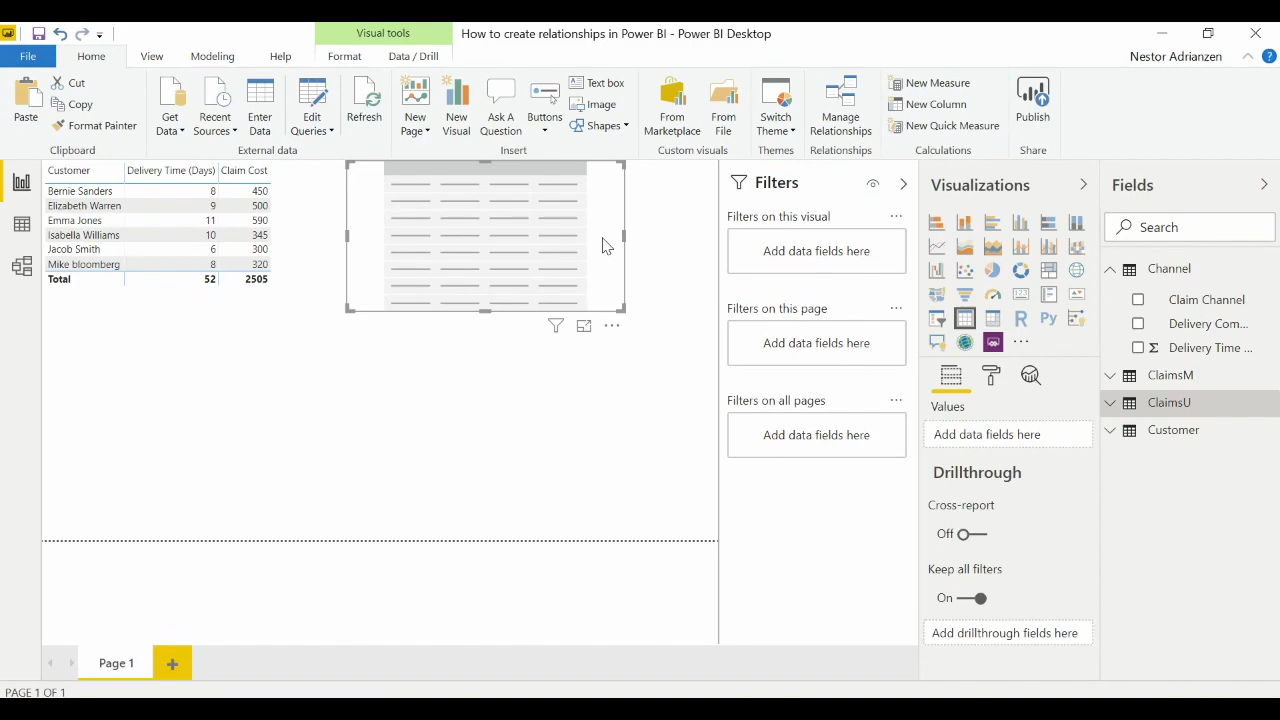 Visual tools
How to create relationships in Power BI - Power BI Desktop
File Home View Modeling Help Format Data / Drill Nestor Adrianzen ?
Paste
Cut
Copy
Format Painter
Clipboard
Get Data
Recent Sources
Enter Data
Edit Queries
Refresh
External data
New Page
New Visual
Ask A Question
Buttons
Text box
Image
Shapes
Insert
From Marketplace
From File
Custom visuals
Switch Theme
Themes
Manage Relationships
Relationships
New Measure
New Column
New Quick Measure
Calculations
Publish
Share
Customer Delivery Time (Days) Claim Cost
Bernie Sanders 8 450
Elizabeth Warren 9 500
Emma Jones 11 590
Isabella Williams 10 345
Jacob Smith 6 300
Mike bloomberg 8 320
Total 52 2505
Filters
Filters on this visual ...
Add data fields here
Filters on this page ...
Add data fields here
Filters on all pages ...
Add data fields here
Visualizations
R Py
123
...
Values
Add data fields here
Drillthrough
Cross-report
Off
Keep all filters
On
Add drillthrough fields here
Fields
Search
Channel
Claim Channel
Delivery Com...
Σ Delivery Time ...
ClaimsM
ClaimsU
Customer
Page 1 +
PAGE 1 OF 1